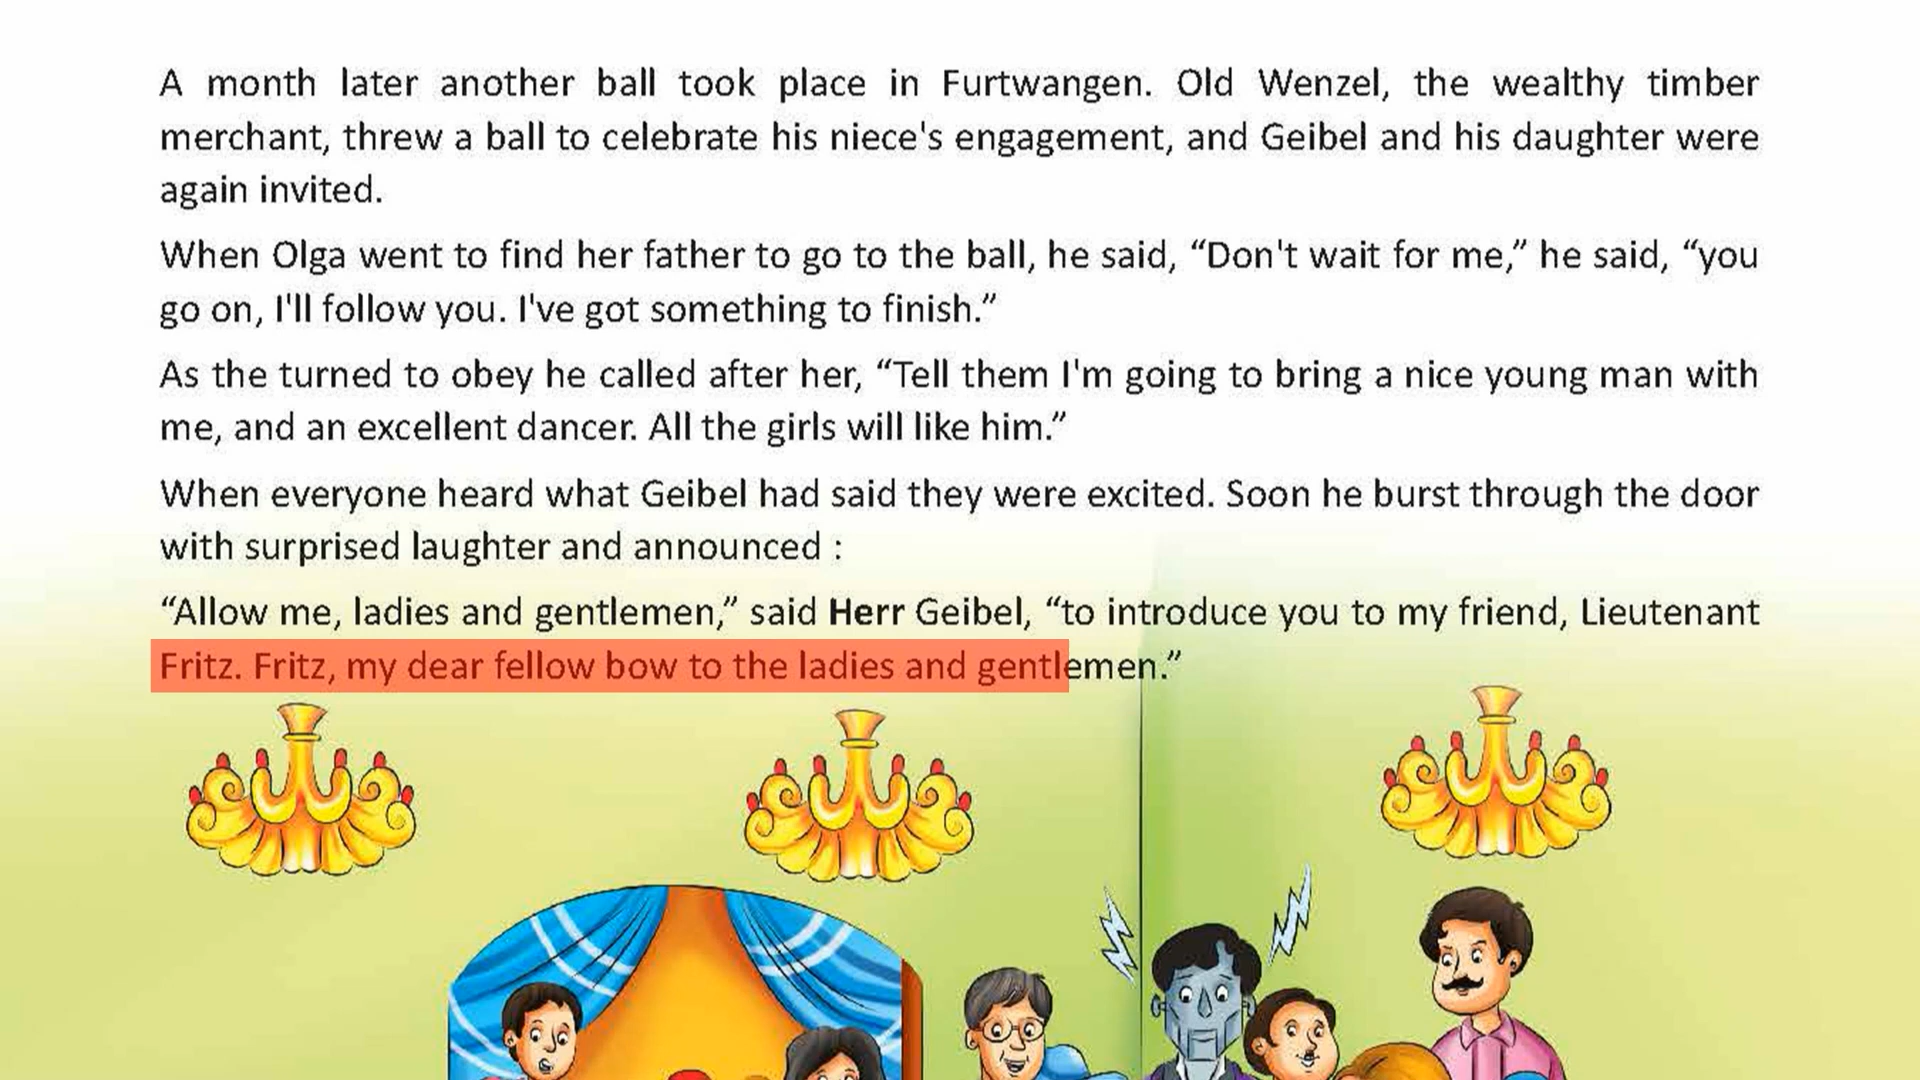 A month later another ball took place in Furtwangen. Old Wenzel, the wealthy timber
merchant, threw a ball to celebrate his niece's engagement, and Geibel and his daughter were
again invited.
When Olga went to find her father to go to the ball, he said, “Don't wait for me,” he said, “you
go on, I'll follow you. I've got something to finish.”
As the turned to obey he called after her, “Tell them I'm going to bring a nice young man with
me, and an excellent dancer. All the girls will like him.”
When everyone heard what Geibel had said they were excited. Soon he burst through the door
with surprised laughter and announced :
“Allow me, ladies and gentlemen,” said Herr Geibel, “to introduce you to my friend, Lieutenant
Fritz. Fritz, my dear fellow bow to the ladies and gentlemen.”